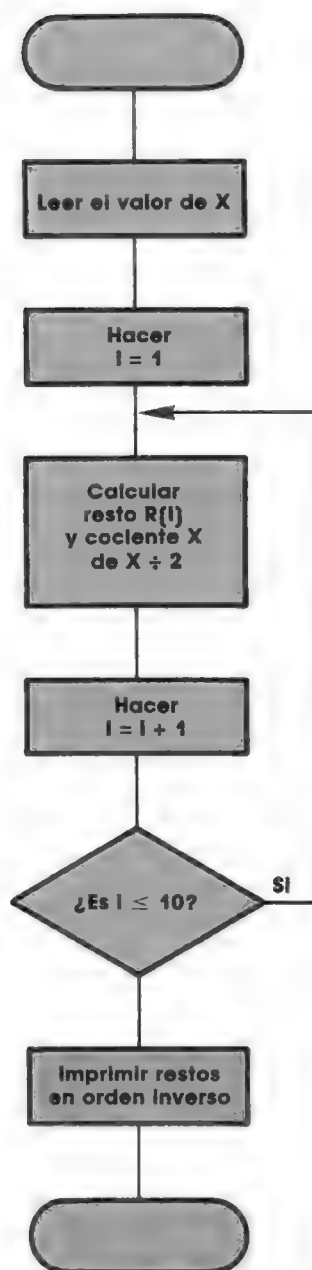 Leer el valor de X
Hacer
I = 1
Calcular
resto R(I)
y cociente X
de X ÷ 2
Hacer
I = I + 1
¿Es I ≤ 10?
Si
Imprimir restos
en orden inverso